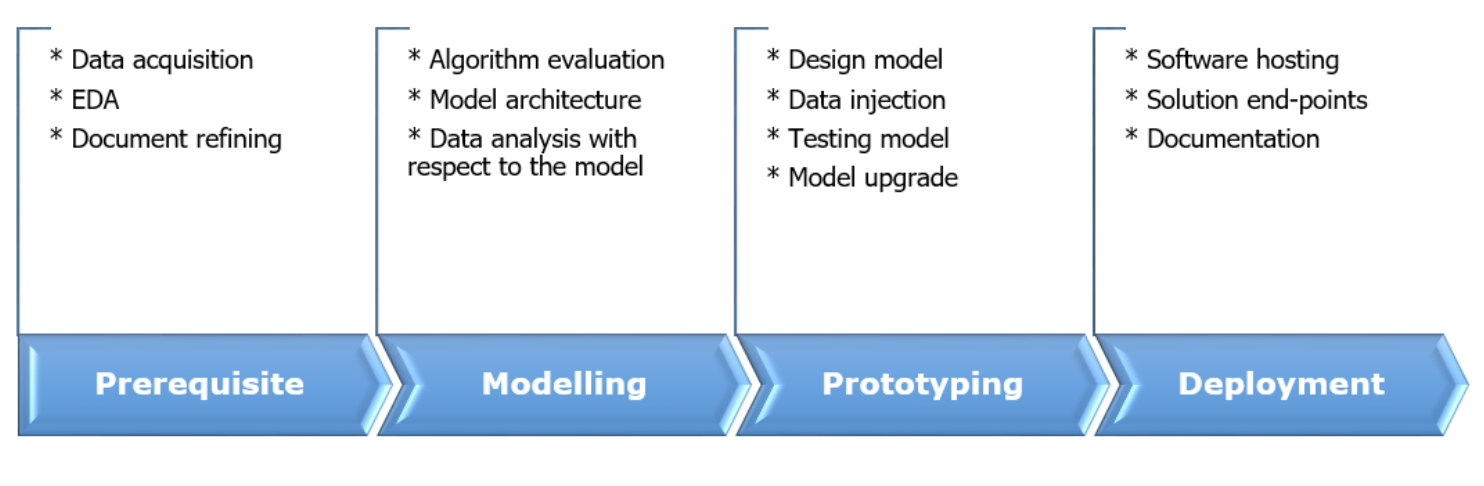 * Data acquisition
* EDA
* Document refining
* Algorithm evaluation
* Model architecture
* Data analysis with
respect to the model
* Design model
* Data injection
* Testing model
* Model upgrade
* Software hosting
* Solution end-points
* Documentation
Prerequisite
Modelling
Prototyping
Deployment